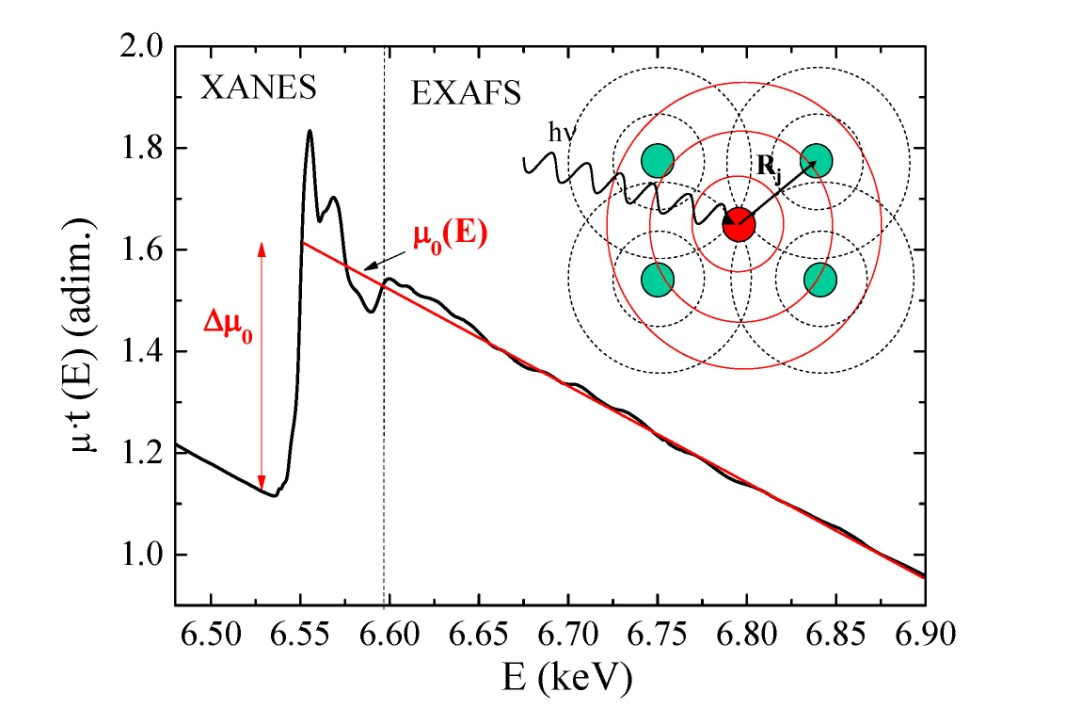 2.0
1.8
1.6
1.4
1.2
1.0
μ·t (E) (adim.)
XANES
EXAFS
hν
Rj
μ0(E)
Δμ0
6.50 6.55 6.60 6.65 6.70 6.75 6.80 6.85 6.90
E (keV)